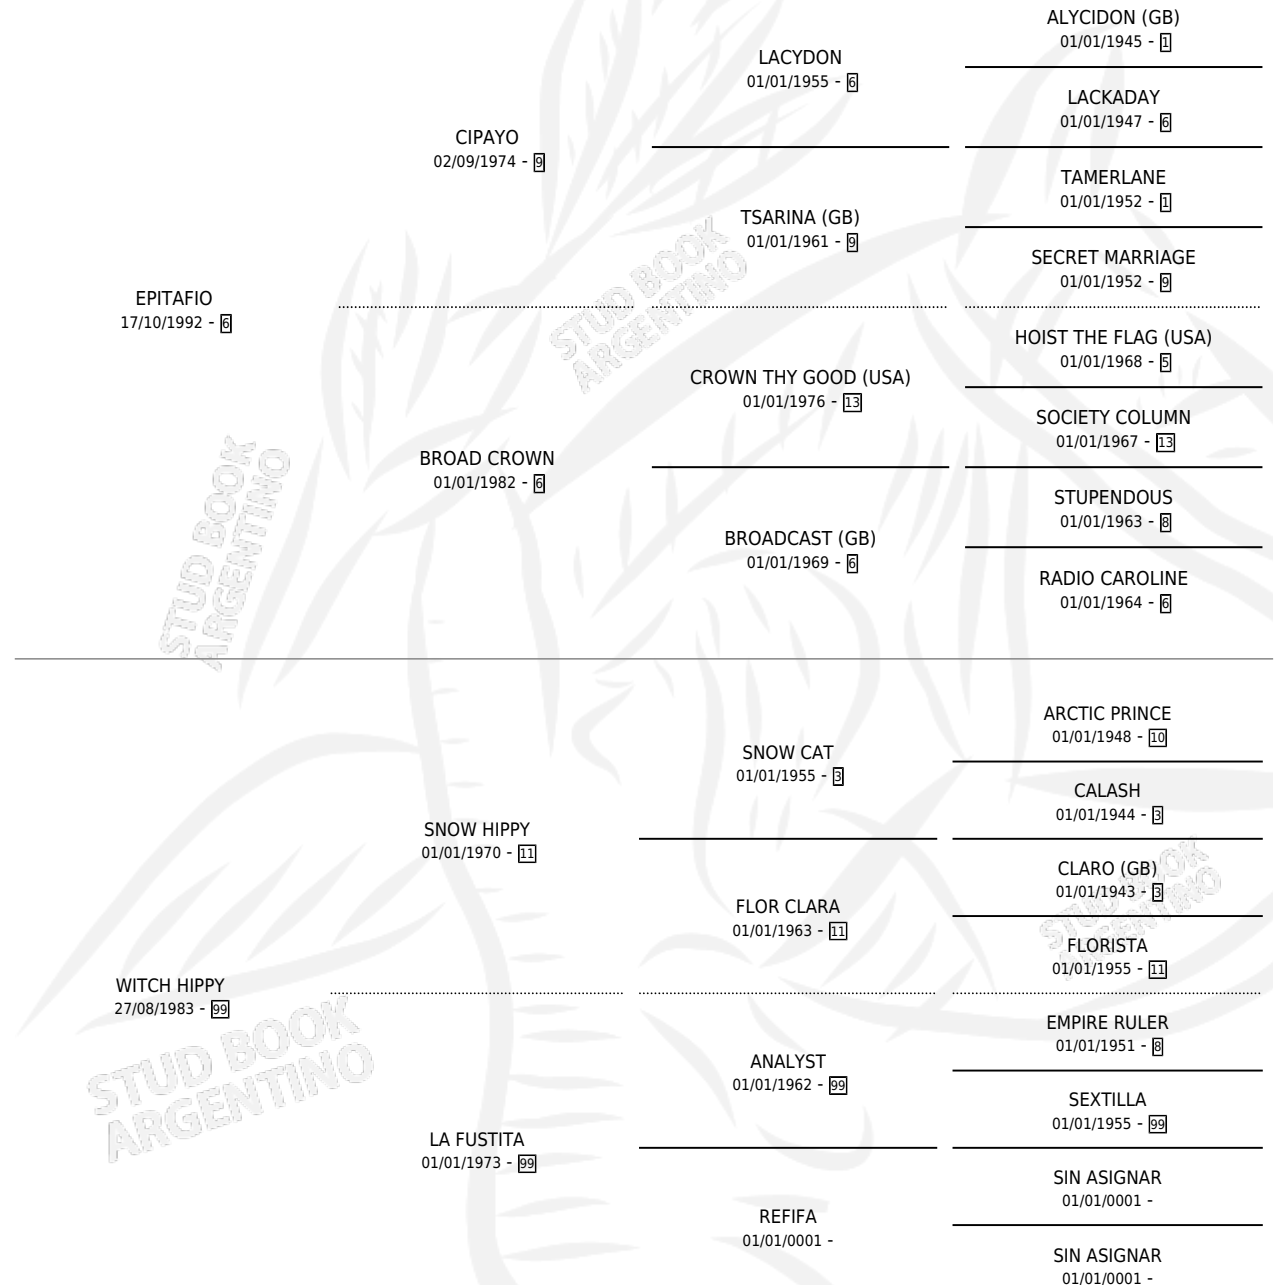 ALYCIDON (GB)
01/01/1945 - 1
LACYDON
01/01/1955 - 6
LACKADAY
01/01/1947 - 6
CIPAYO
02/09/1974 - 9
TAMERLANE
01/01/1952 - 1
TSARINA (GB)
01/01/1961 - 9
SECRET MARRIAGE
01/01/1952 - 9
EPITAFIO
17/10/1992 - 6
HOIST THE FLAG (USA)
01/01/1968 - 5
CROWN THY GOOD (USA)
01/01/1976 - 13
SOCIETY COLUMN
01/01/1967 - 13
BROAD CROWN
01/01/1982 - 6
STUPENDOUS
01/01/1963 - 8
BROADCAST (GB)
01/01/1969 - 6
RADIO CAROLINE
01/01/1964 - 6
ARCTIC PRINCE
01/01/1948 - 10
SNOW CAT
01/01/1955 - 3
CALASH
01/01/1944 - 3
SNOW HIPPY
01/01/1970 - 11
CLARO (GB)
01/01/1943 - 3
FLOR CLARA
01/01/1963 - 11
FLORISTA
01/01/1955 - 11
WITCH HIPPY
27/08/1983 - 99
EMPIRE RULER
01/01/1951 - 8
ANALYST
01/01/1962 - 99
SEXTILLA
01/01/1955 - 99
LA FUSTITA
01/01/1973 - 99
SIN ASIGNAR
01/01/0001 -
REFIFA
01/01/0001 -
SIN ASIGNAR
01/01/0001 -
STUD BOOK
ARGENTINO
STUD BOOK
ARGENTINO
STUD BOOK
ARGENTINO
STUD BOOK
ARGENTINO